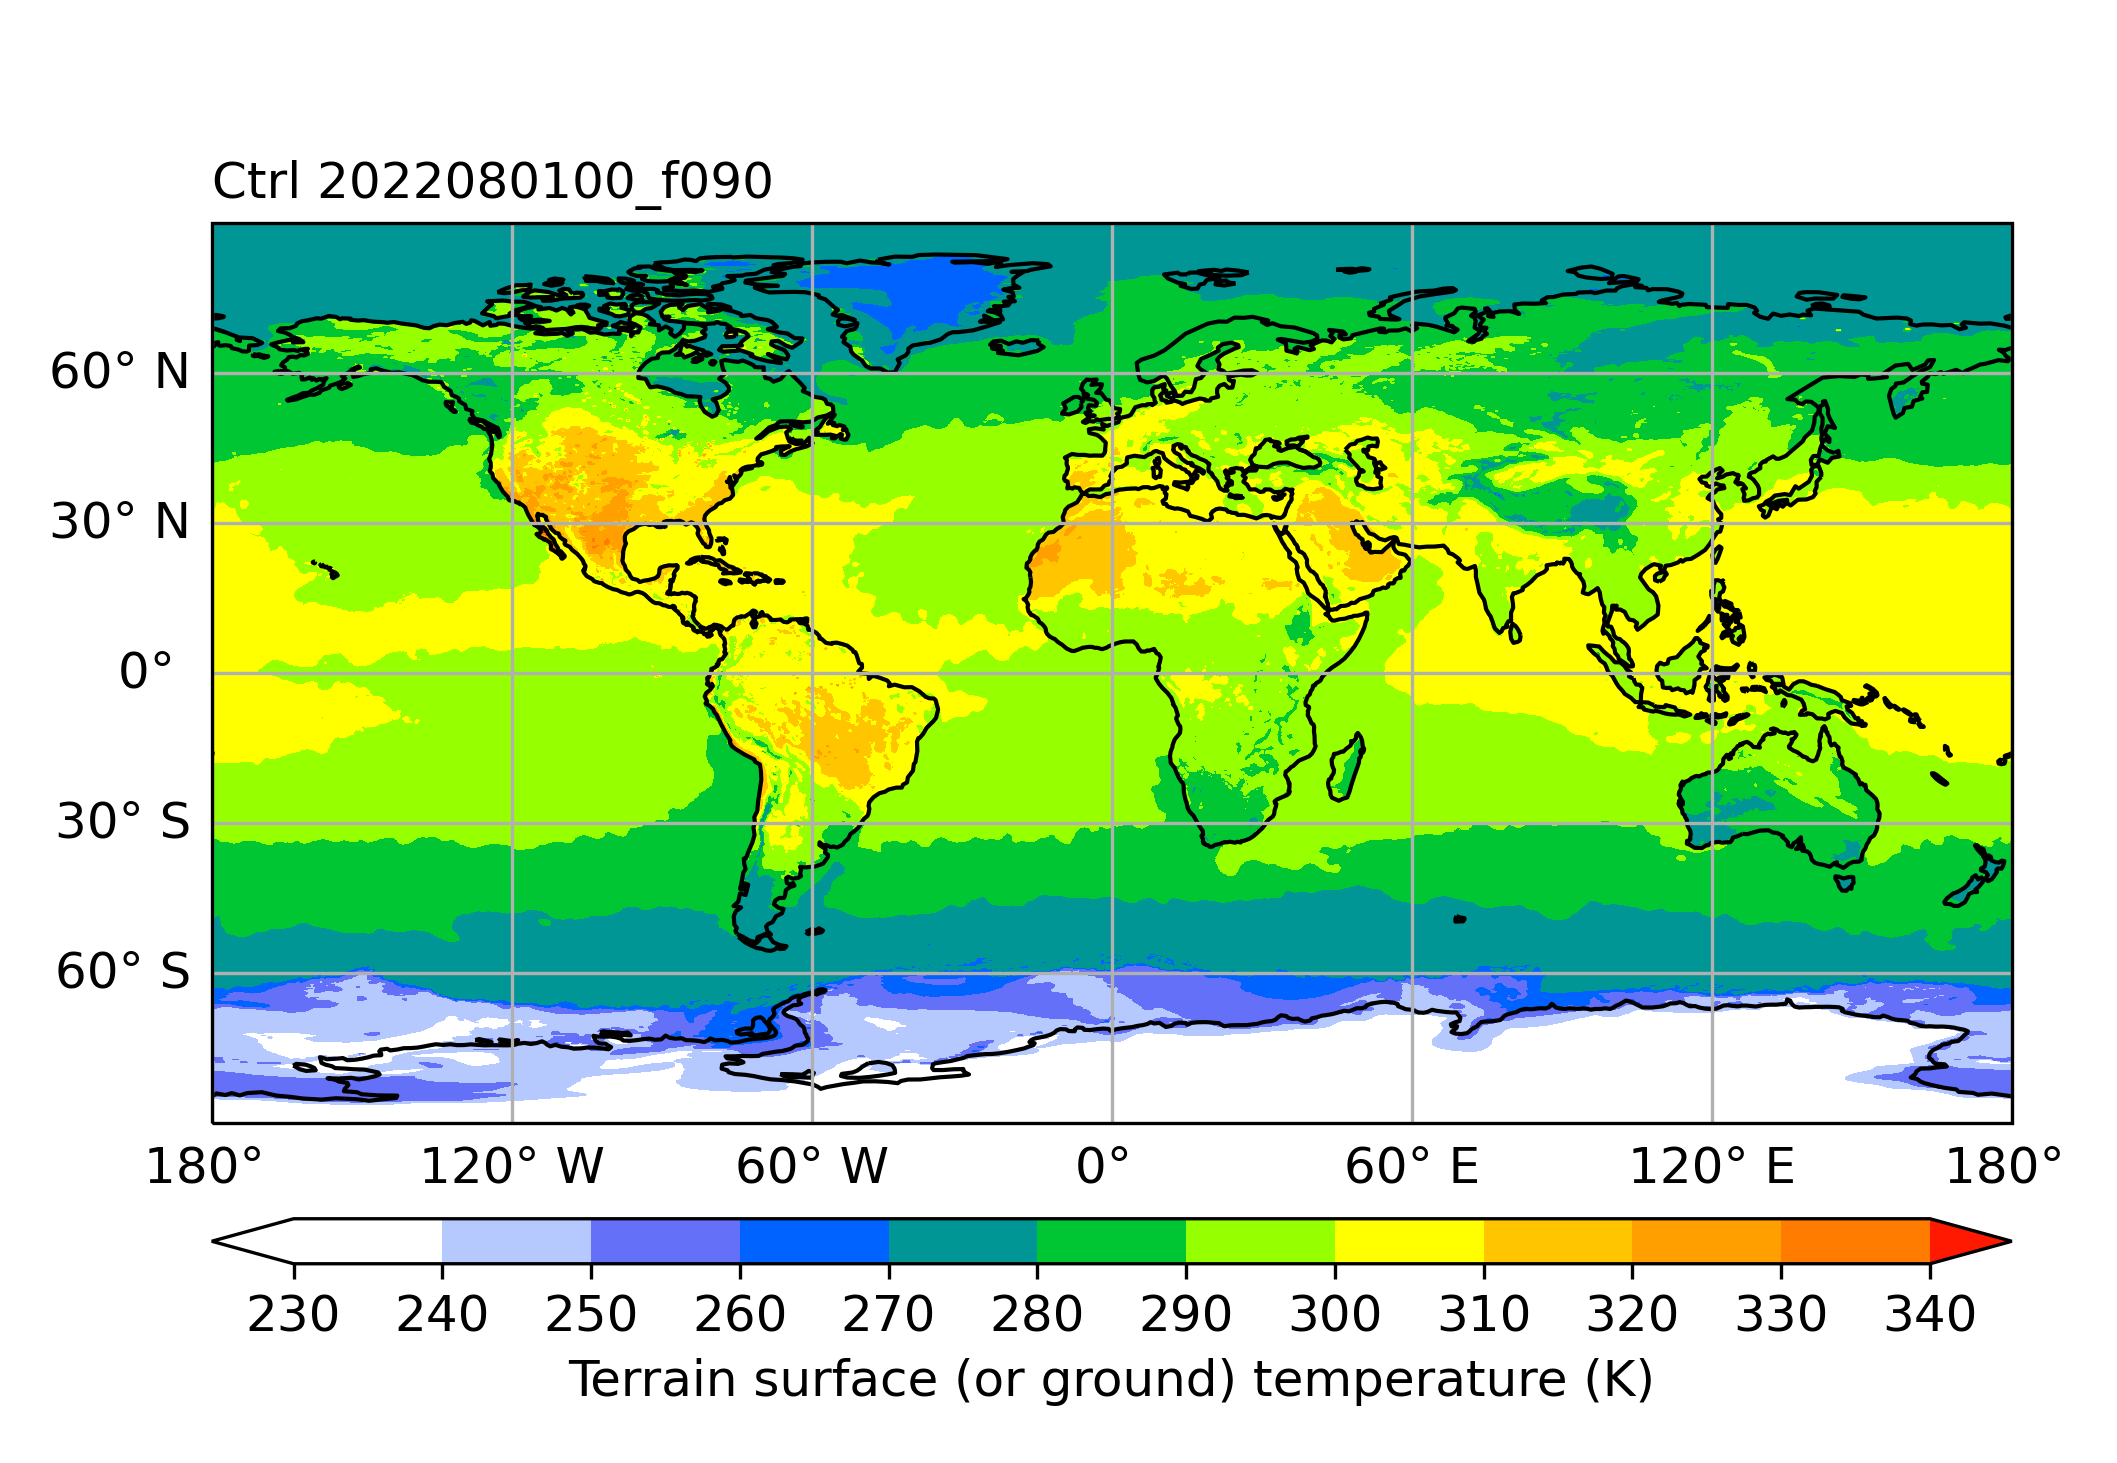 Ctrl 2022080100_f090
60° N
30° N
0°
30° S
60° S
180° 120° W 60° W 0° 60° E 120° E 180°
230 240 250 260 270 280 290 300 310 320 330 340
Terrain surface (or ground) temperature (K)